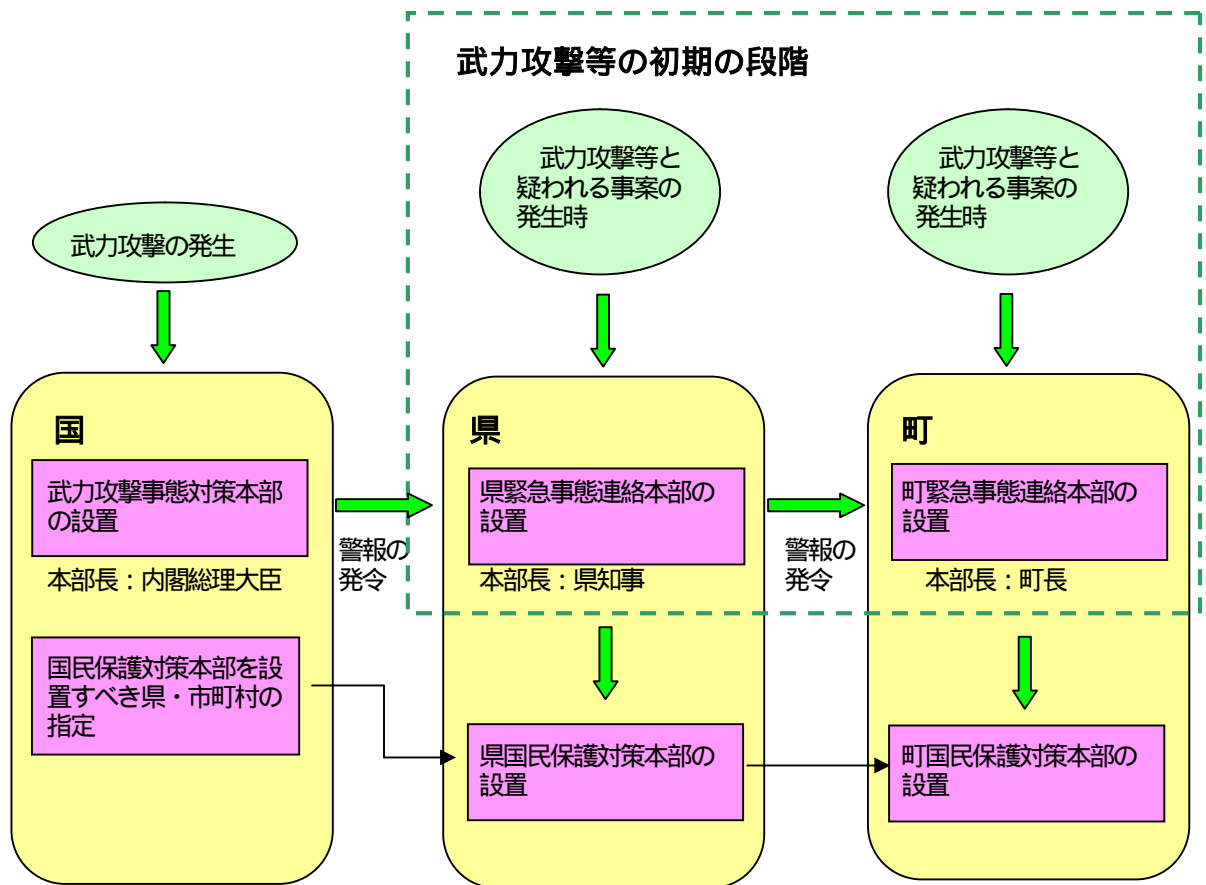 武力攻撃等の初期の段階
武力攻撃の発生
武力攻撃等と
疑われる事案の
発生時
武力攻撃等と
疑われる事案の
発生時
国
武力攻撃事態対策本部
の設置
本部長：内閣総理大臣
国民保護対策本部を設
置すべき県・市町村の
指定
警報の
発令
県
県緊急事態連絡本部の
設置
本部長：県知事
県国民保護対策本部の
設置
警報の
発令
町
町緊急事態連絡本部の
設置
本部長：町長
町国民保護対策本部の
設置